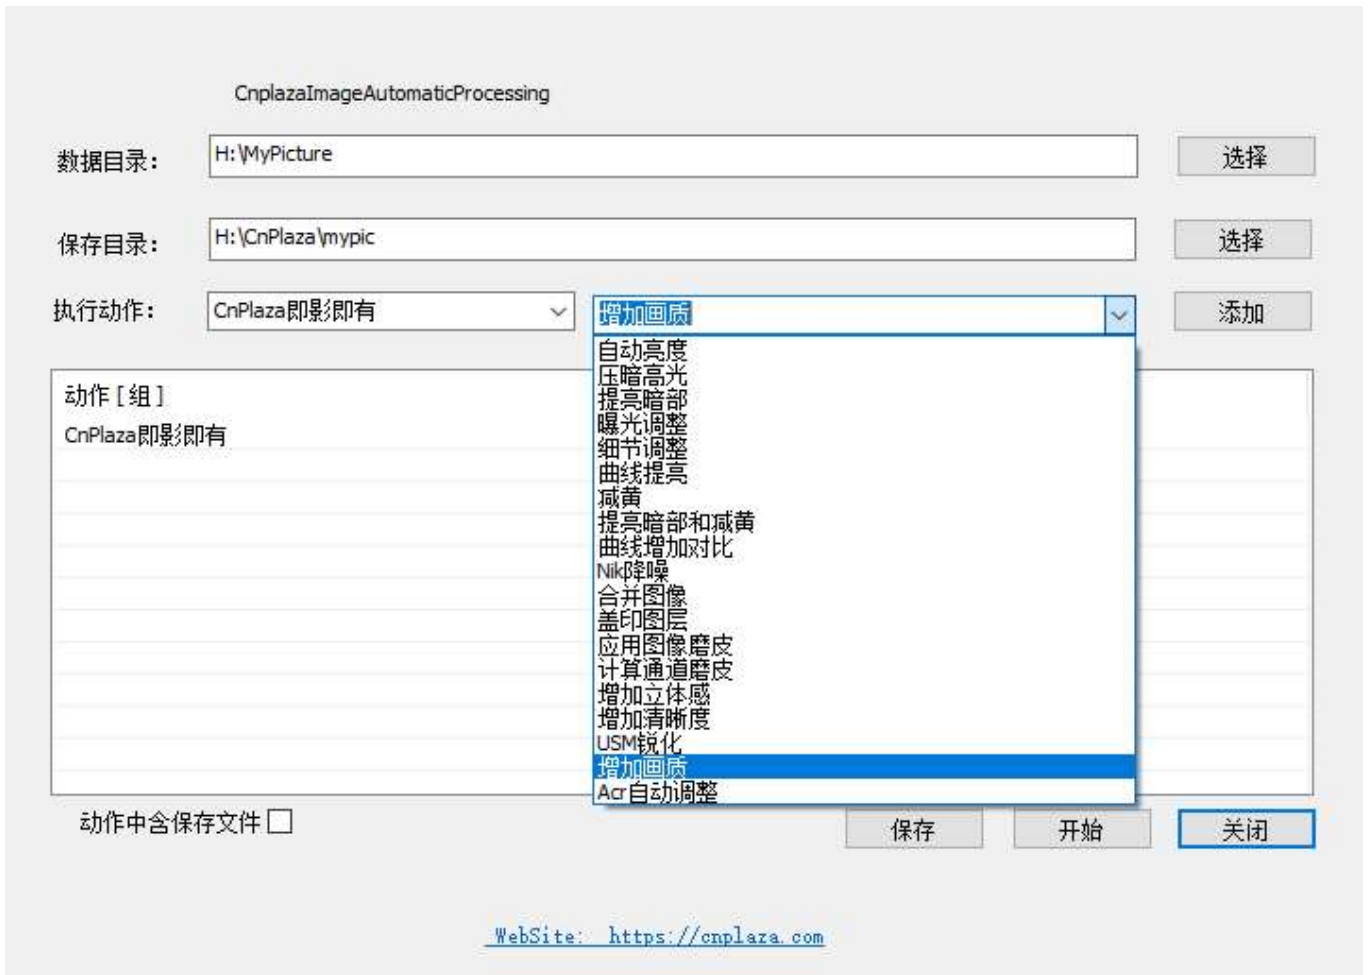 CnplazaImageAutomaticProcessing
数据目录: H:\MyPicture 选择
保存目录: H:\CnPlaza\mypic 选择
执行动作: CnPlaza即影即有 增加画质 添加
自动亮度
压暗高光
提亮暗部
曝光调整
细节调整
曲线提亮
减黄
提亮暗部和减黄
曲线增加对比
Nik降噪
合并图像
盖印图层
应用图像磨皮
计算通道磨皮
增加立体感
增加清晰度
USM锐化
增加画质
Acr自动调整
动作[组]
CnPlaza即影即有
动作中含保存文件
保存 开始 关闭
WebSite: https://cnplaza.com